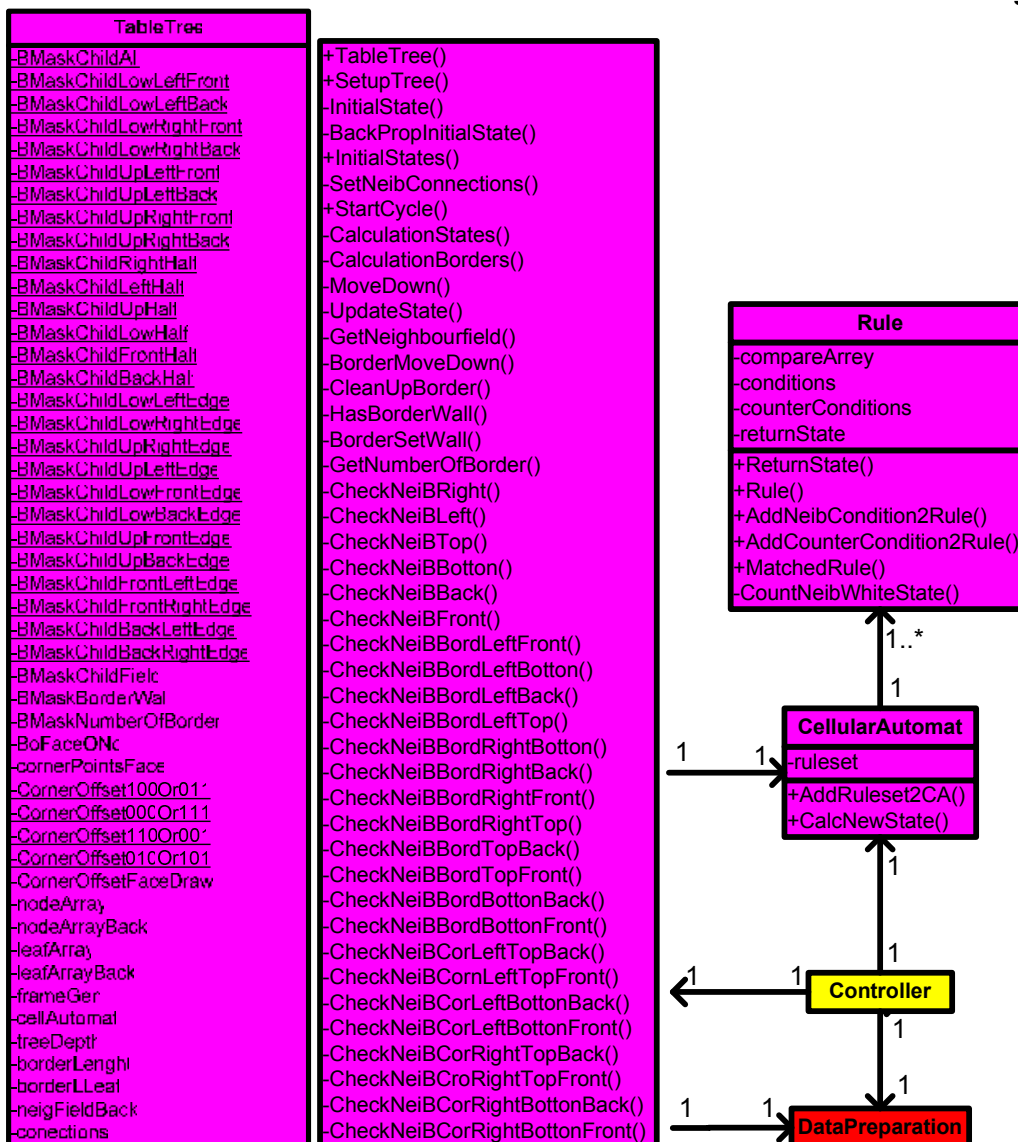 TableTree
-BMaskChildAl
-BMaskChildLowLeftFront
-BMaskChildLowLeftBack
-BMaskChildLowRightFront
-BMaskChildLowRightBack
-BMaskChildUpLeftFront
-BMaskChildUpLeftBack
-BMaskChildUpRightFront
-BMaskChildUpRightBack
-BMaskChildRightHalf
-BMaskChildLeftHalf
-BMaskChildUpHalf
-BMaskChildLowHalf
-BMaskChildFrontHalf
-BMaskChildBackHalf
-BMaskChildLowLeftEdge
-BMaskChildLowRightEdge
-BMaskChildUpRightEdge
-BMaskChildUpLeftEdge
-BMaskChildLowFrontEdge
-BMaskChildLowBackEdge
-BMaskChildUpFrontEdge
-BMaskChildUpBackEdge
-BMaskChildFrontLeftEdge
-BMaskChildFrontRightEdge
-BMaskChildBackLeftEdge
-BMaskChildBackRightEdge
-BMaskChildField
-BMaskBorderWal
-BMaskNumberOfBorder
-BoFaceONo
-cornerPointsFace
-CornerOffset100Or011
-CornerOffset000Or111
-CornerOffset110Or001
-CornerOffset010Or101
-CornerOffsetFaceDraw
-nodeArray
-nodeArrayBack
-leafArray
-leafArrayBack
-frameGen
-cellAutomat
-treeDepth
-borderLenght
-borderLLeaf
-neigFieldBack
-conections
+TableTree()
+SetupTree()
-InitialState()
-BackPropInitialState()
+InitialStates()
-SetNeibConnections()
+StartCycle()
-CalculationStates()
-CalculationBorders()
-MoveDown()
-UpdateState()
-GetNeighbourfield()
-BorderMoveDown()
-CleanUpBorder()
-HasBorderWall()
-BorderSetWall()
-GetNumberOfBorder()
-CheckNeiBRight()
-CheckNeiBLeft()
-CheckNeiBTop()
-CheckNeiBBotton()
-CheckNeiBBack()
-CheckNeiBFront()
-CheckNeiBBordLeftFront()
-CheckNeiBBordLeftBotton()
-CheckNeiBBordLeftBack()
-CheckNeiBBordLeftTop()
-CheckNeiBBordRightBotton()
-CheckNeiBBordRightBack()
-CheckNeiBBordRightFront()
-CheckNeiBBordRightTop()
-CheckNeiBBordTopBack()
-CheckNeiBBordTopFront()
-CheckNeiBBordBottonBack()
-CheckNeiBBordBottonFront()
-CheckNeiBCorLeftTopBack()
-CheckNeiBCornLeftTopFront()
-CheckNeiBCorLeftBottonBack()
-CheckNeiBCorLeftBottonFront()
-CheckNeiBCorRightTopBack()
-CheckNeiBCroRightTopFront()
-CheckNeiBCorRightBottonBack()
-CheckNeiBCorRightBottonFront()
Rule
-compareArrey
-conditions
-counterConditions
-returnState
+ReturnState()
+Rule()
+AddNeibCondition2Rule()
+AddCounterCondition2Rule()
+MatchedRule()
-CountNeibWhiteState()
1..*
1
CellularAutomat
-ruleset
+AddRuleset2CA()
+CalcNewState()
1 1
1
1
1 1
Controller
1
1
1 1
DataPreparation